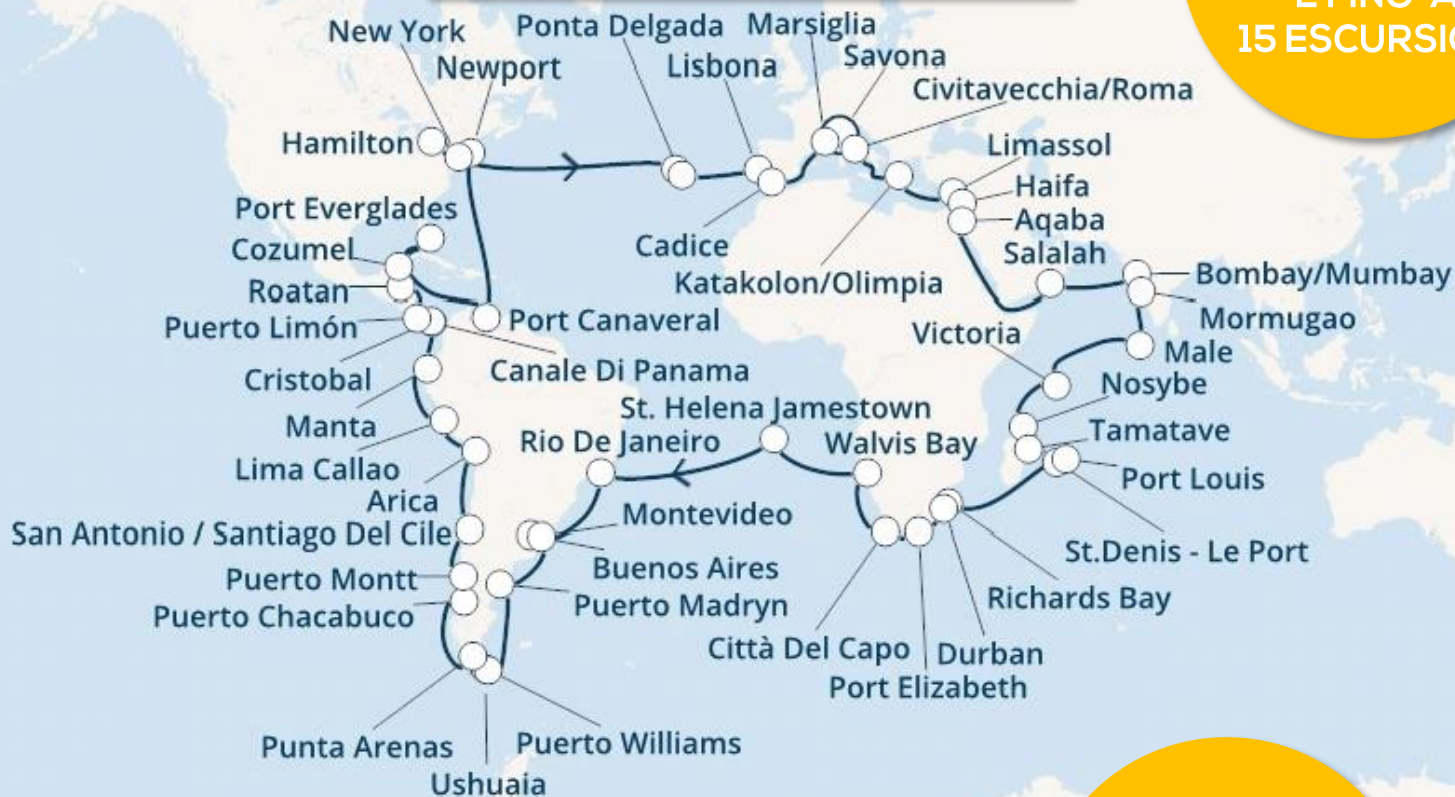 E FINO A
15 ESCURSIO
New York
Ponta Delgada
Marsiglia
Newport
Lisbona
Savona
Civitavecchia/Roma
Hamilton
Limassol
Haifa
Port Everglades
Aqaba
Cozumel
Cadice
Salalah
Katakolon/Olimpia
Bombay/Mumbay
Roatan
Puerto Limón
Port Canaveral
Mormugao
Victoria
Male
Cristobal
Canale Di Panama
Nosybe
St. Helena Jamestown
Manta
Rio De Janeiro
Walvis Bay
Tamatave
Lima Callao
Port Louis
Arica
Montevideo
San Antonio / Santiago Del Cile
St.Denis - Le Port
Buenos Aires
Puerto Montt
Puerto Madryn
Richards Bay
Puerto Chacabuco
Città Del Capo
Durban
Port Elizabeth
Punta Arenas
Puerto Williams
Ushuaia